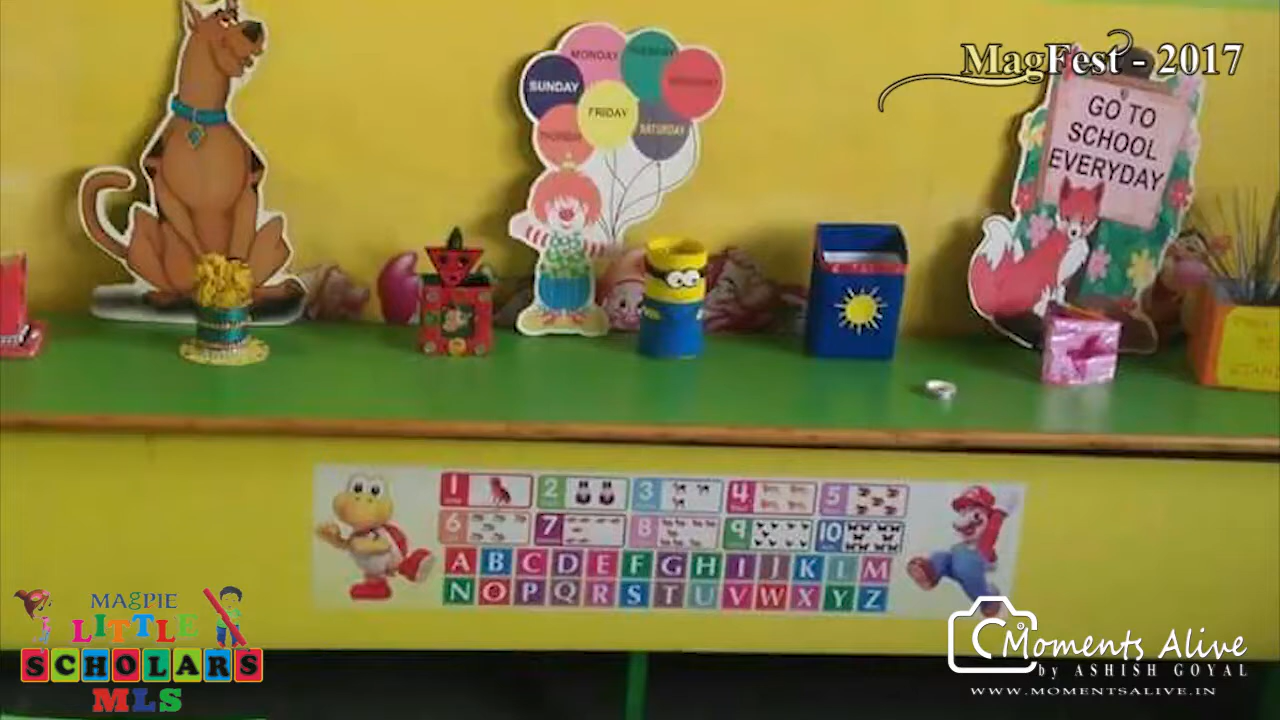 MagFest - 2017
MONDAY
SUNDAY
FRIDAY
SATURDAY
GO TO
SCHOOL
EVERYDAY
1 2 3 4 5
6 7 8 9 10
A B C D E F G H I J K L M
N O P Q R S T U V W X Y Z
MAGPIE
LITTLE
SCHOLARS
MLS
Moments Alive
by ASHISH GOYAL
WWW.MOMENTSALIVE.IN